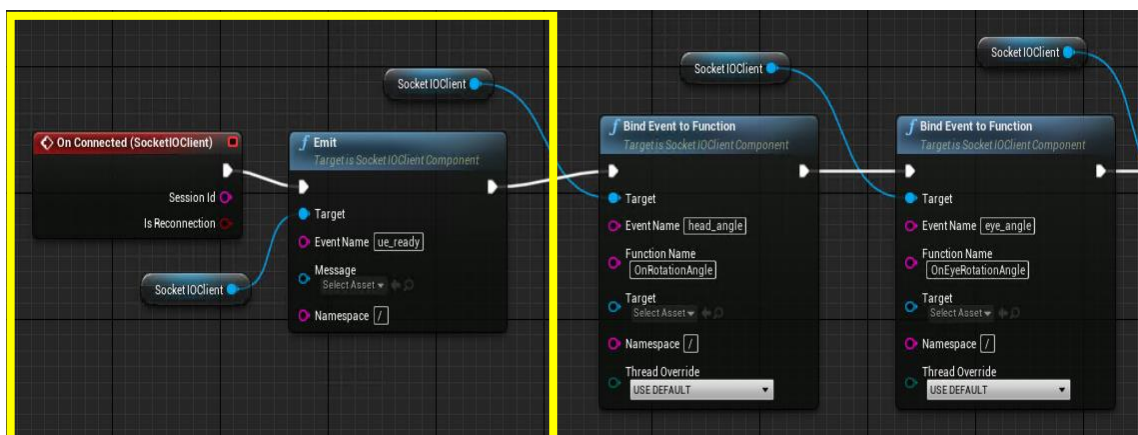 SocketIOClient
SocketIOClient
SocketIOClient
On Connected (SocketIOClient)
Session Id
Is Reconnection
SocketIOClient
f Emit
Target is Socket IOClient Component
Target
Event Name ue_ready
Message
Select Asset
Namespace /
f Bind Event to Function
Target is Socket IOClient Component
Target
Event Name head_angle
Function Name
OnRotationAngle
Target
Select Asset
Namespace /
Thread Override
USE DEFAULT
f Bind Event to Function
Target is Socket IOClient Component
Target
Event Name eye_angle
Function Name
OnEyeRotationAngle
Target
Select Asset
Namespace /
Thread Override
USE DEFAULT